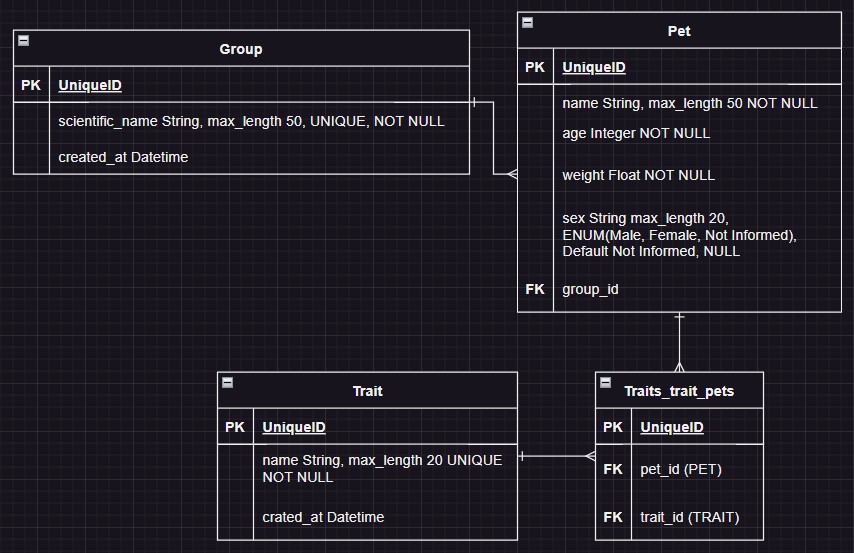 Group
PK UniqueID
scientific_name String, max_length 50, UNIQUE, NOT NULL
created_at Datetime
Pet
PK UniqueID
name String, max_length 50 NOT NULL
age Integer NOT NULL
weight Float NOT NULL
sex String max_length 20,
ENUM(Male, Female, Not Informed),
Default Not Informed, NULL
FK group_id
Trait
PK UniqueID
name String, max_length 20 UNIQUE
NOT NULL
crated_at Datetime
Traits_trait_pets
PK UniqueID
FK pet_id (PET)
FK trait_id (TRAIT)